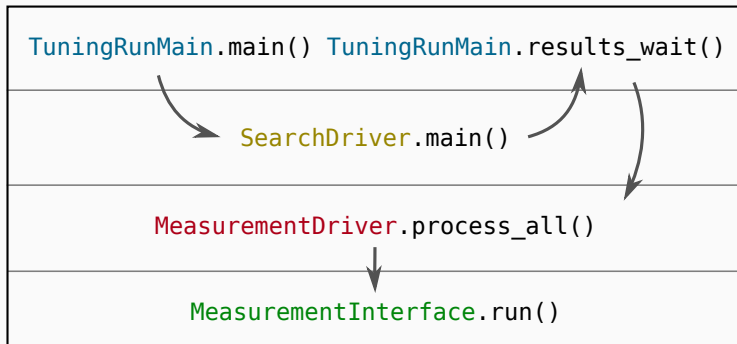 TuningRunMain.main() TuningRunMain.results_wait()
SearchDriver.main()
MeasurementDriver.process_all()
MeasurementInterface.run()